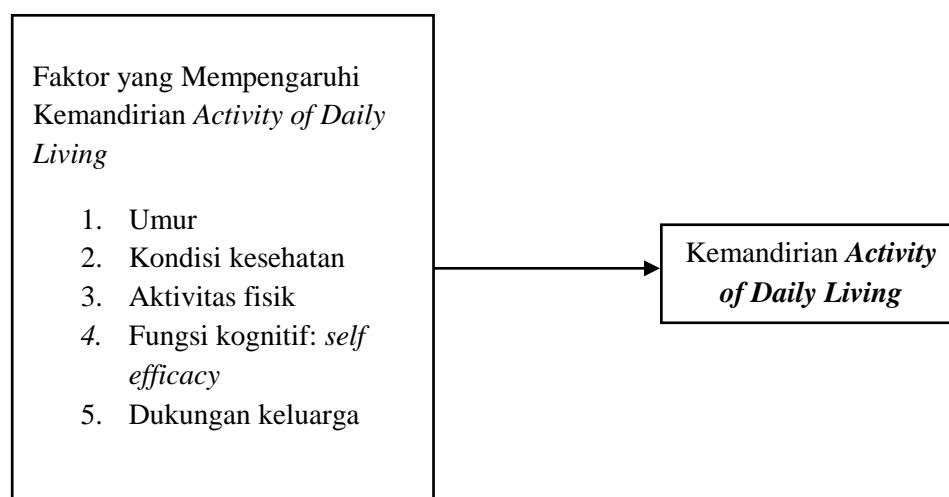 Faktor yang Mempengaruhi
Kemandirian Activity of Daily
Living
1. Umur
2. Kondisi kesehatan
3. Aktivitas fisik
4. Fungsi kognitif: self
efficacy
5. Dukungan keluarga
Kemandirian Activity
of Daily Living